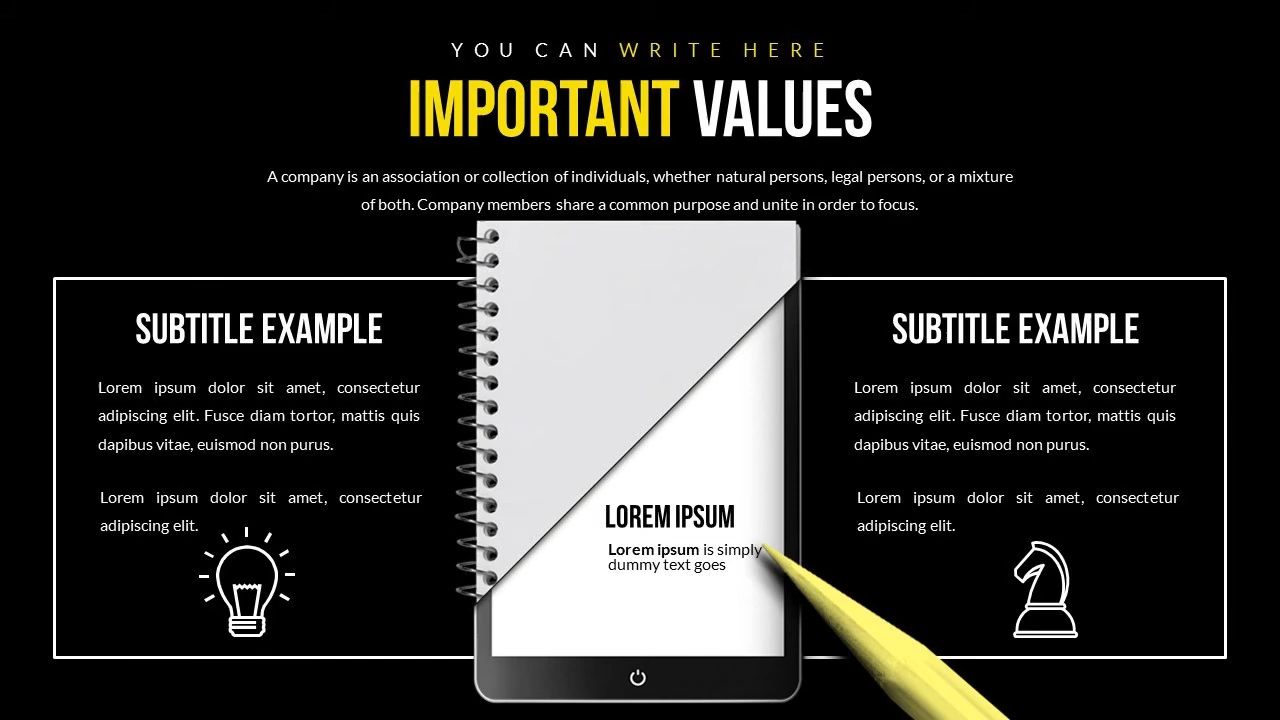 YOU CAN WRITE HERE
IMPORTANT VALUES
A company is an association or collection of individuals, whether natural persons, legal persons, or a mixture
of both. Company members share a common purpose and unite in order to focus.
SUBTITLE EXAMPLE
Lorem ipsum dolor sit amet, consectetur
adipiscing elit. Fusce diam tortor, mattis quis
dapibus vitae, euismod non purus.
Lorem ipsum dolor sit amet, consectetur
adipiscing elit.
LOREM IPSUM
Lorem ipsum is simply
dummy text goes
SUBTITLE EXAMPLE
Lorem ipsum dolor sit amet, consectetur
adipiscing elit. Fusce diam tortor, mattis quis
dapibus vitae, euismod non purus.
Lorem ipsum dolor sit amet, consectetur
adipiscing elit.